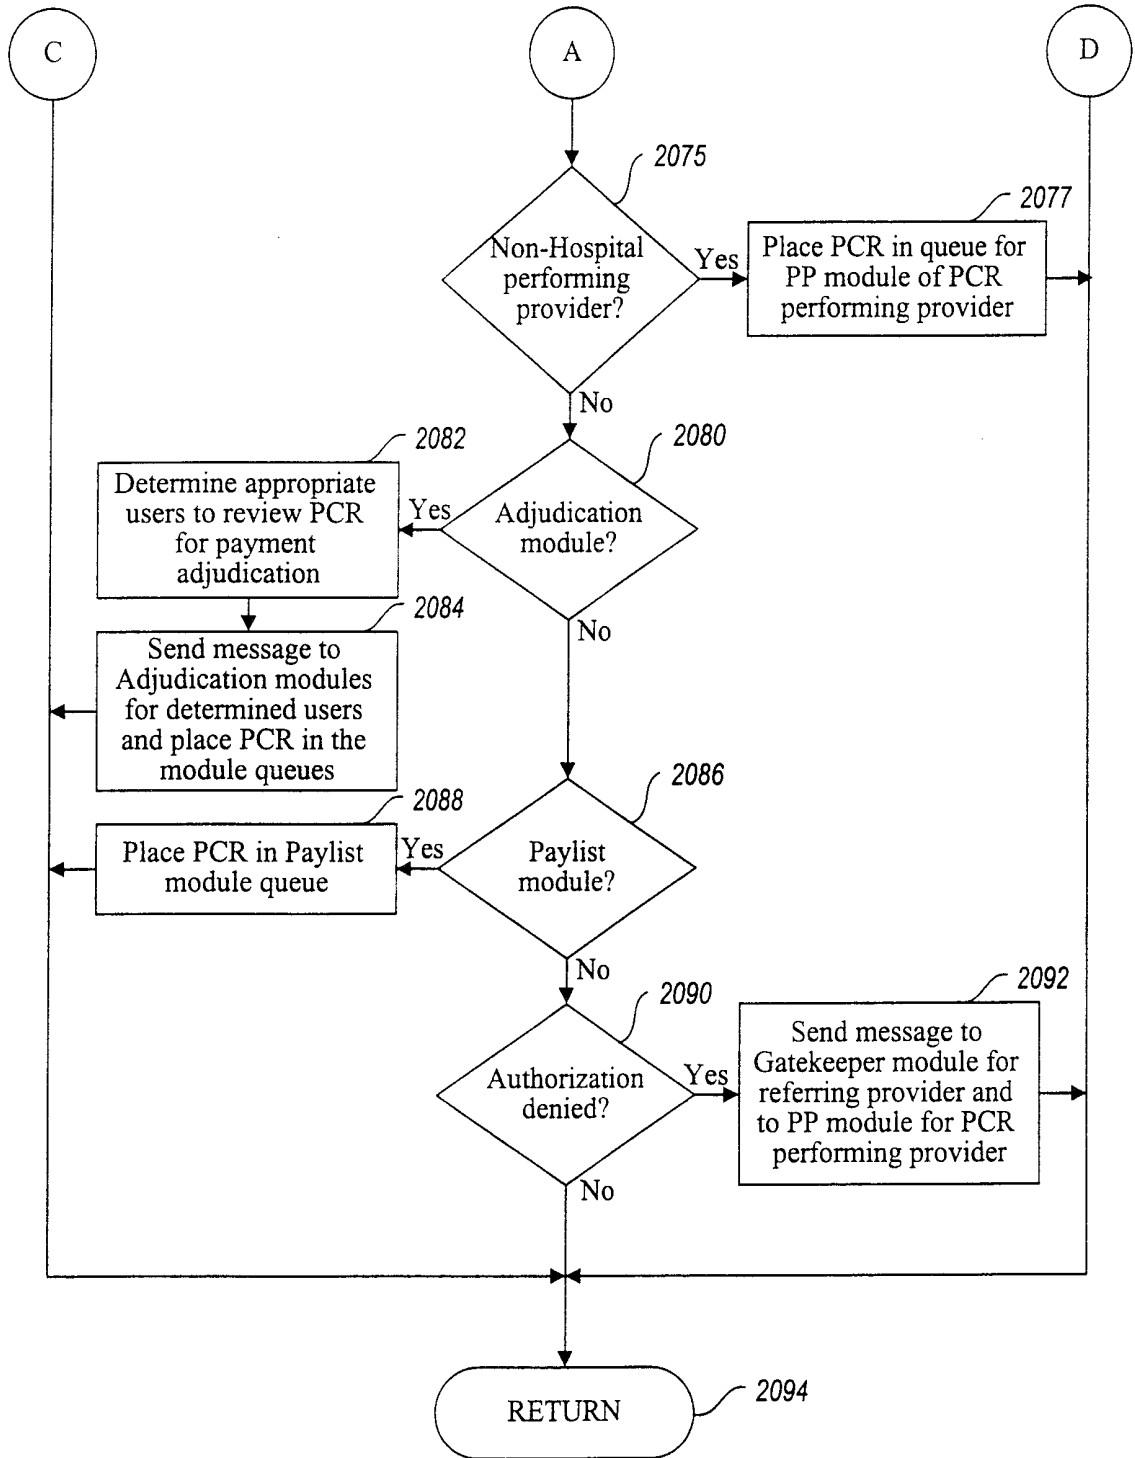 C
A
D
2075
Non-Hospital
performing
provider?
Yes
2077
Place PCR in queue for
PP module of PCR
performing provider
No
2080
Adjudication
module?
Yes
2082
Determine appropriate
users to review PCR
for payment
adjudication
2084
Send message to
Adjudication modules
for determined users
and place PCR in the
module queues
No
2086
Paylist
module?
Yes
2088
Place PCR in Paylist
module queue
No
2090
Authorization
denied?
Yes
2092
Send message to
Gatekeeper module for
referring provider and
to PP module for PCR
performing provider
No
RETURN
2094